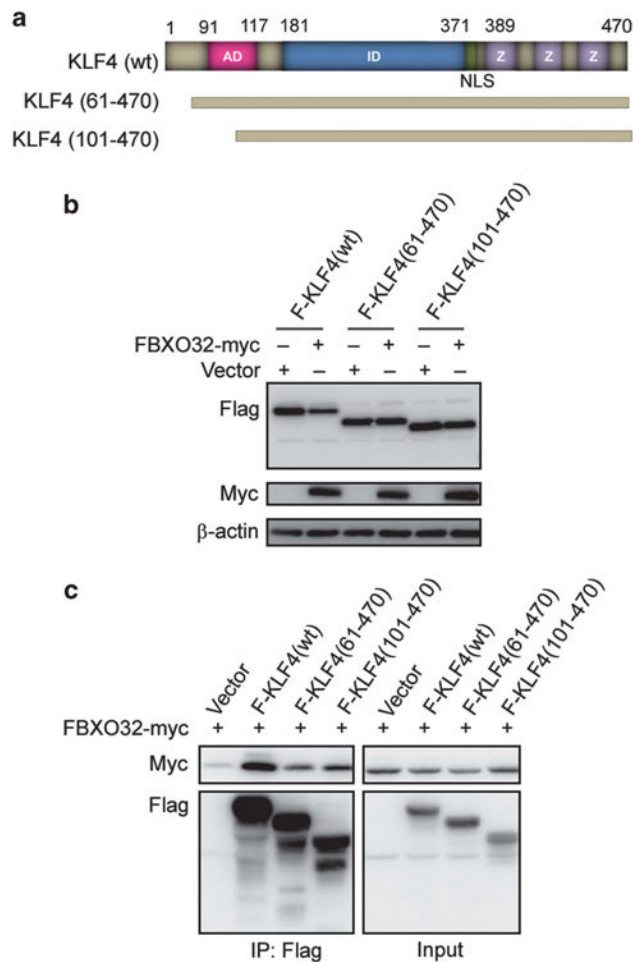 a
1 91 117 181 371 389 470
KLF4 (wt) AD ID Z Z Z
NLS
KLF4 (61-470)
KLF4 (101-470)
b
F-KLF4(wt) F-KLF4(61-470) F-KLF4(101-470)
FBXO32-myc – + – + – +
Vector + – + – + –
Flag
Myc
β-actin
c
Vector F-KLF4(wt) F-KLF4(61-470) F-KLF4(101-470) Vector F-KLF4(wt) F-KLF4(61-470) F-KLF4(101-470)
FBXO32-myc + + + + + + + +
Myc
Flag
IP: Flag Input